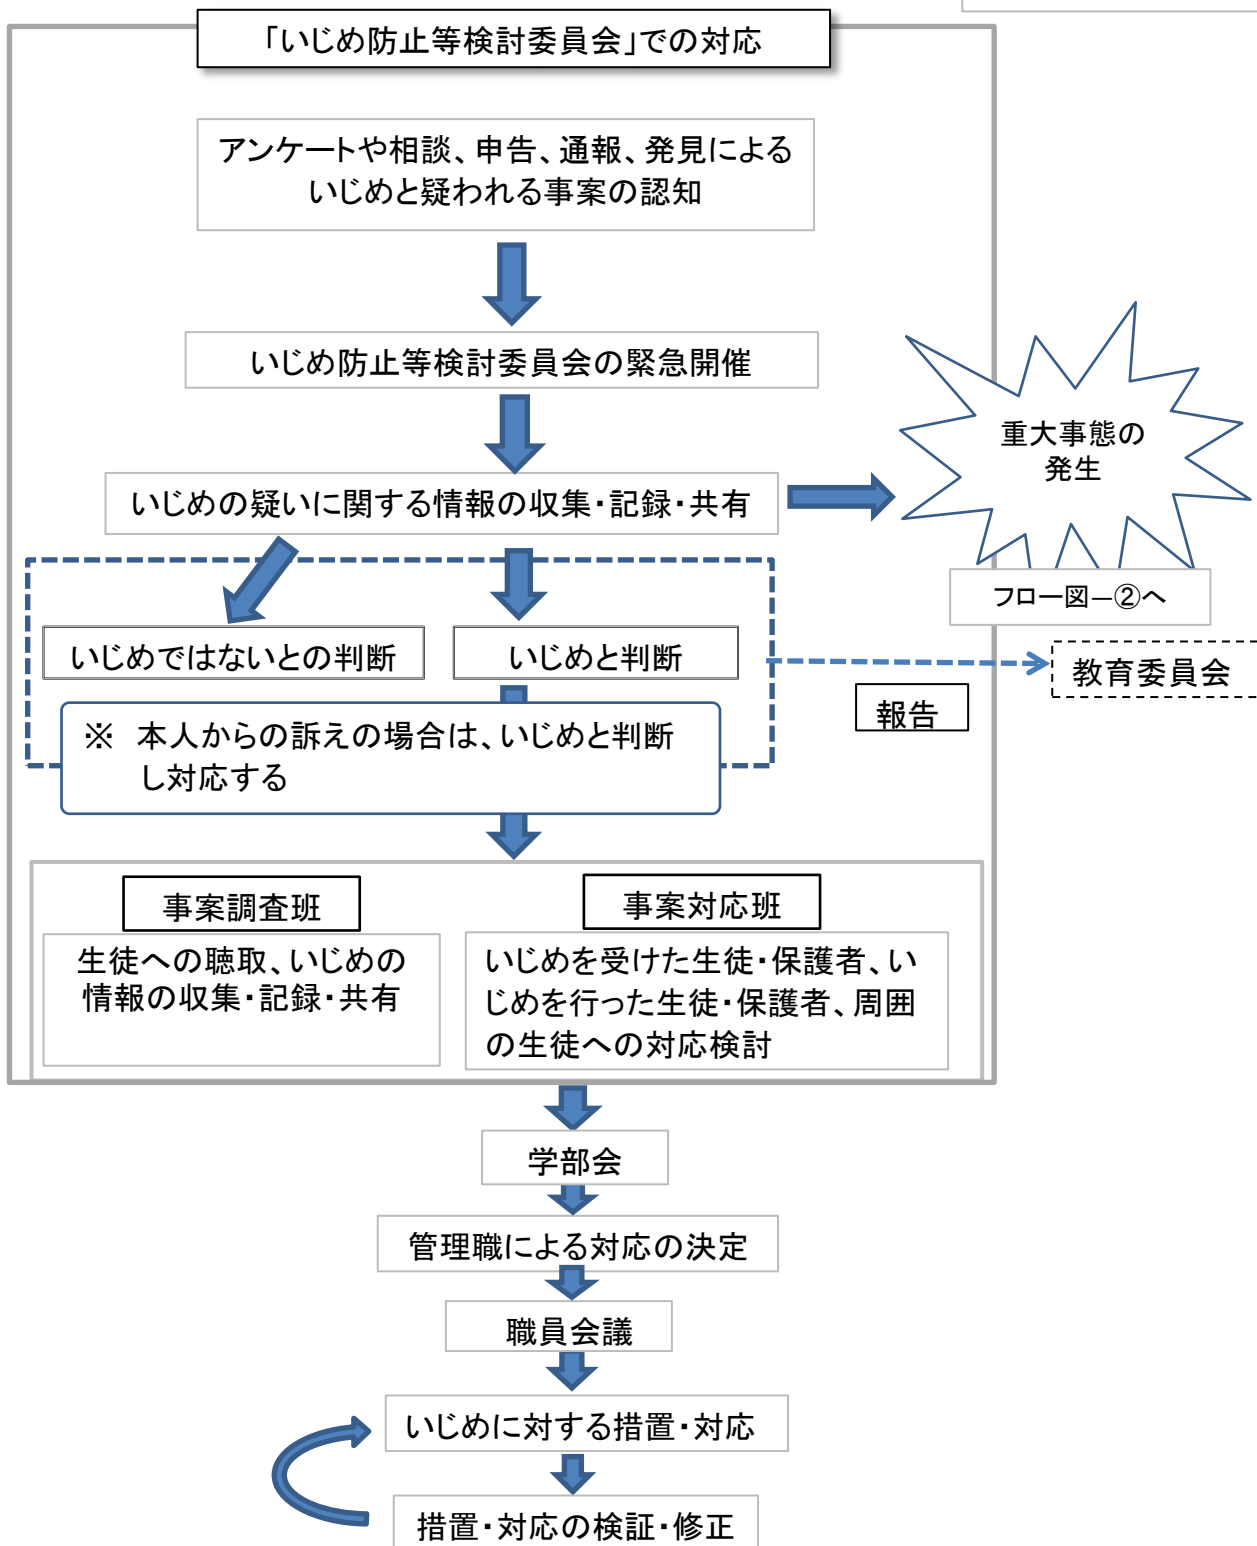 「いじめ防止等検討委員会」での対応
アンケートや相談、申告、通報、発見による
いじめと疑われる事案の認知
いじめ防止等検討委員会の緊急開催
重大事態の
発生
いじめの疑いに関する情報の収集・記録・共有
フロー図―②へ
いじめではないとの判断
いじめと判断
教育委員会
報告
※　本人からの訴えの場合は、いじめと判断
し対応する
事案調査班
生徒への聴取、いじめの
情報の収集・記録・共有
事案対応班
いじめを受けた生徒・保護者、い
じめを行った生徒・保護者、周囲
の生徒への対応検討
学部会
管理職による対応の決定
職員会議
いじめに対する措置・対応
措置・対応の検証・修正